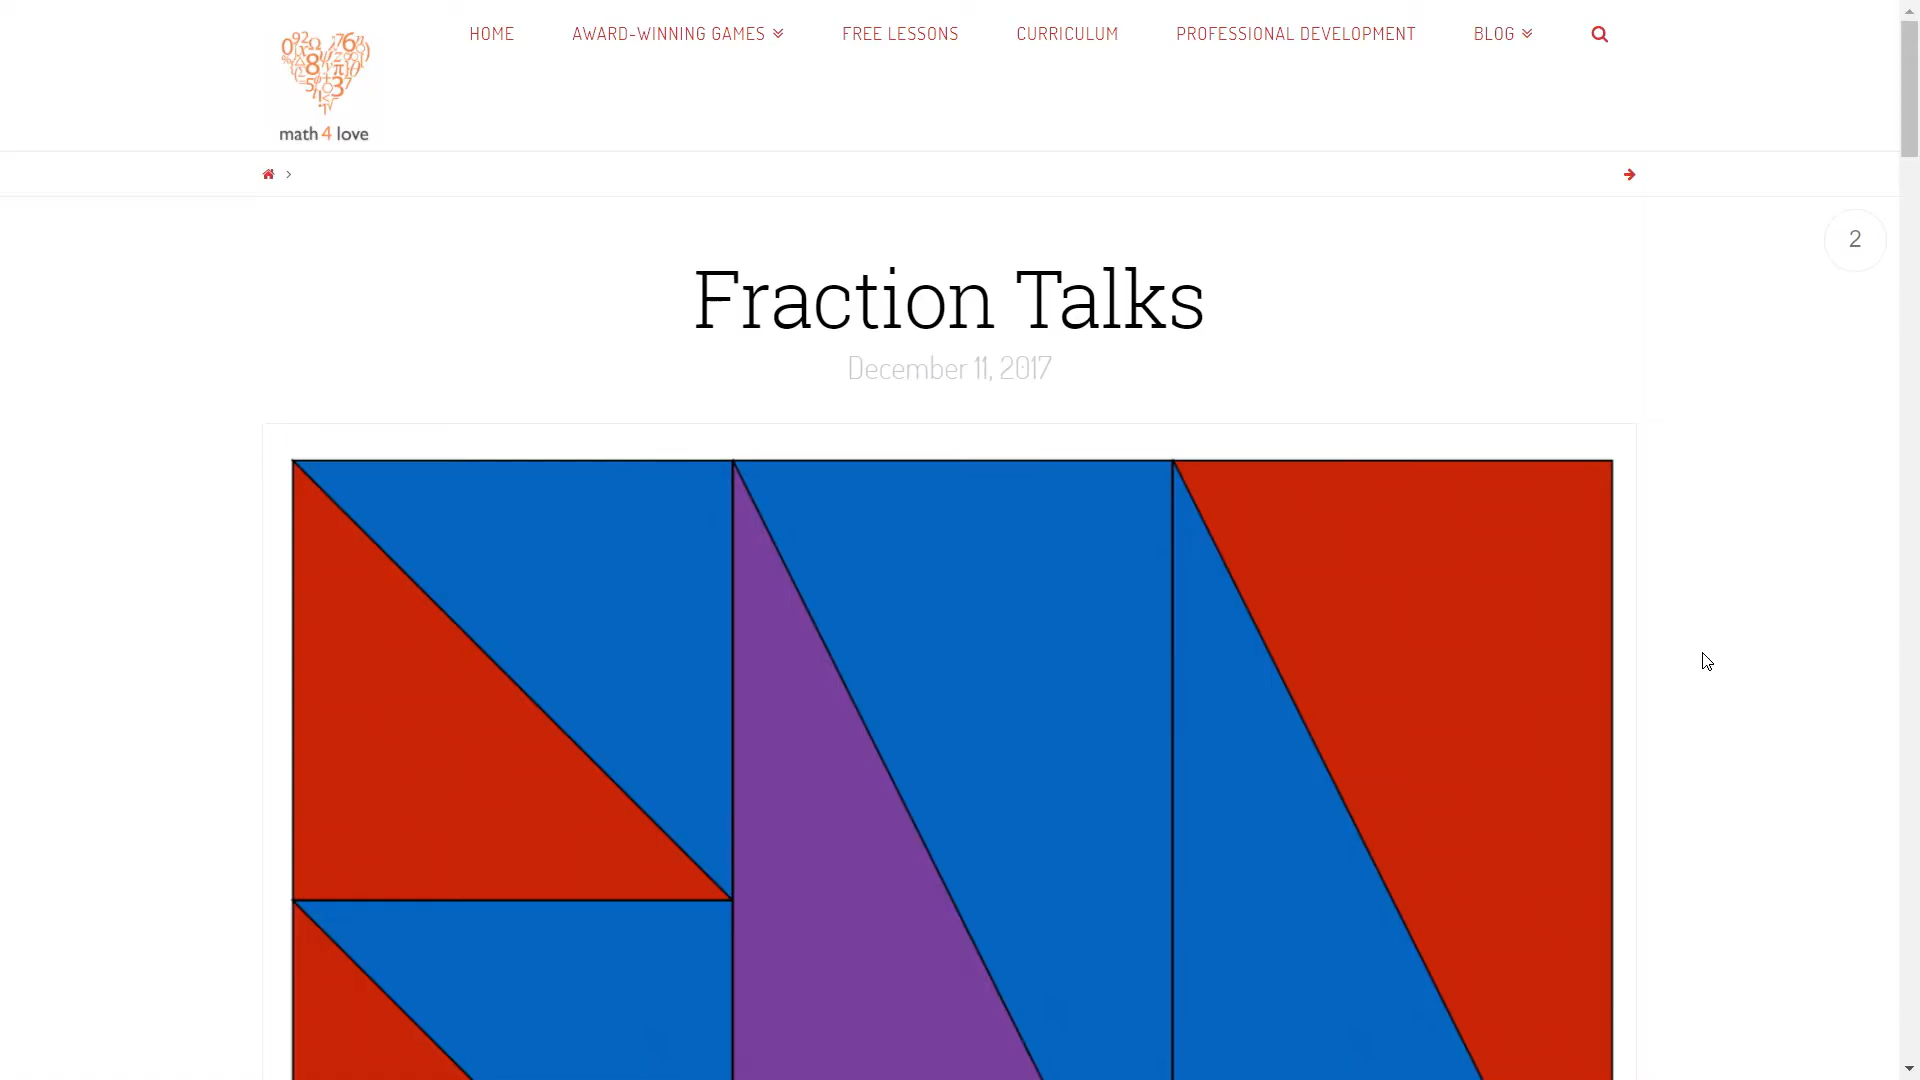 HOME AWARD-WINNING GAMES FREE LESSONS CURRICULUM PROFESSIONAL DEVELOPMENT BLOG
math 4 love
2
Fraction Talks
December 11, 2017